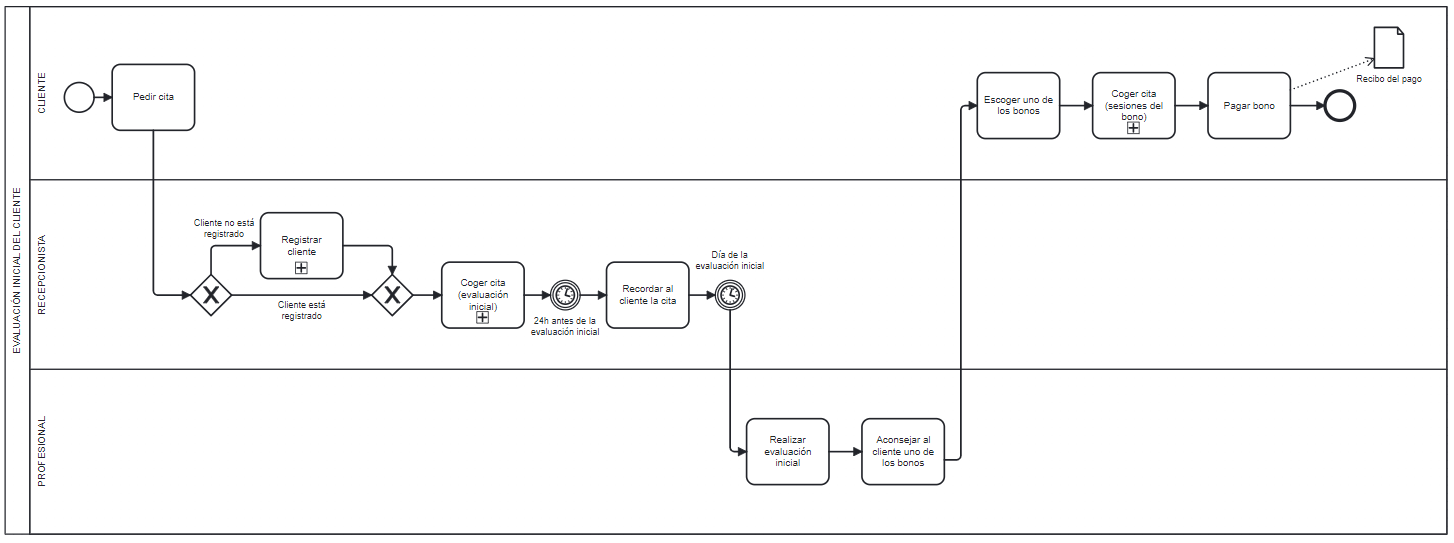 EVALUACIÓN INICIAL DEL CLIENTE
CLIENTE
Pedir cita
Escoger uno de
los bonos
Coger cita
(sesiones del
bono)
Pagar bono
Recibo del pago
RECEPCIONISTA
Cliente no está
registrado
Registrar
cliente
Cliente está
registrado
Coger cita
(evaluación
inicial)
24h antes de la
evaluación inicial
Recordar al
cliente la cita
Día de la
evaluación inicial
PROFESIONAL
Realizar
evaluación
inicial
Aconsejar al
cliente uno de
los bonos